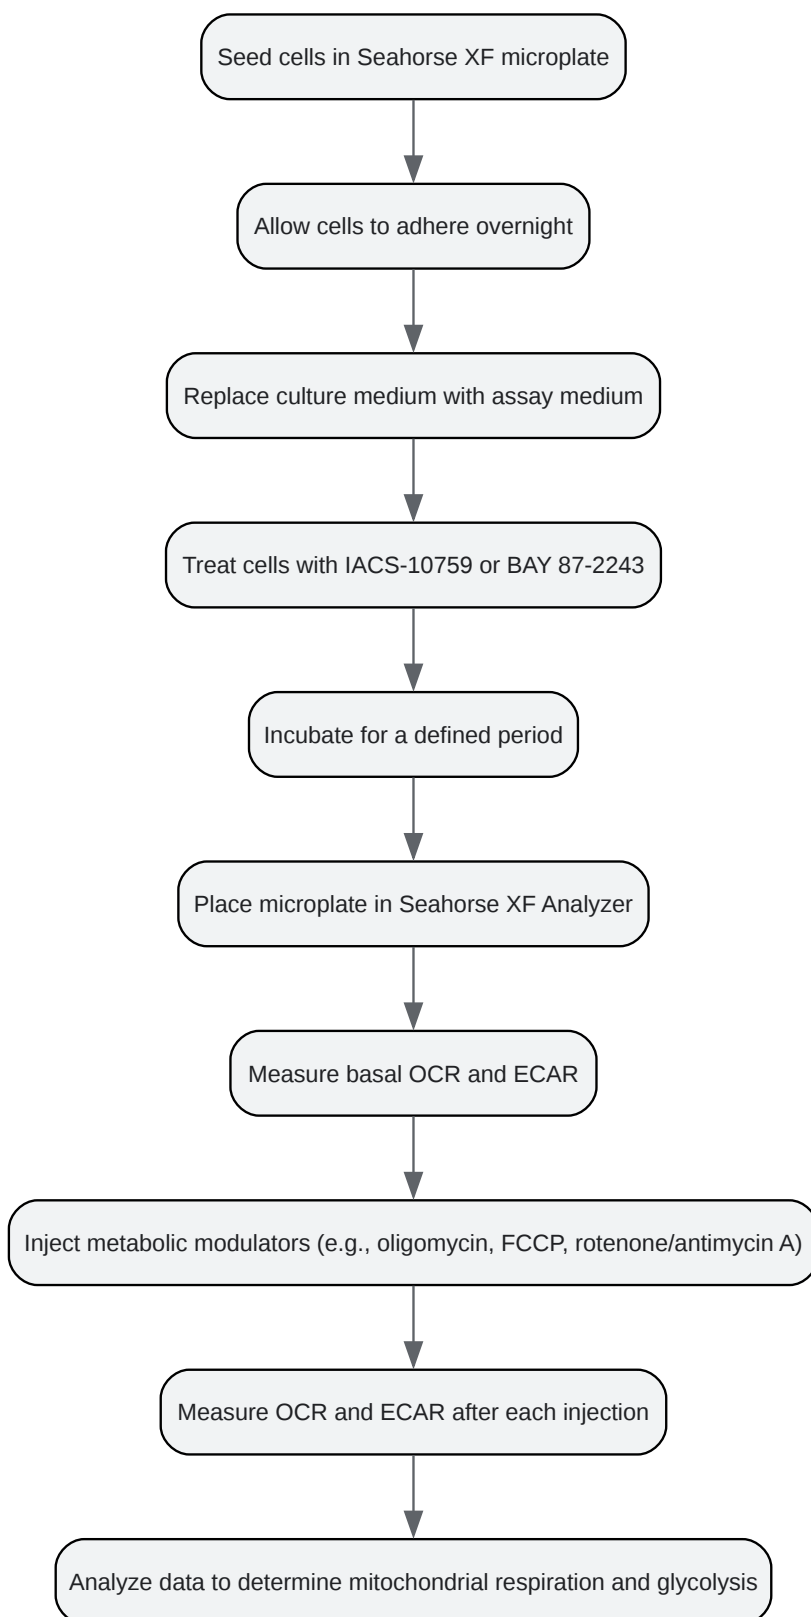 Seed cells in Seahorse XF microplate
Allow cells to adhere overnight
Replace culture medium with assay medium
Treat cells with IACS-10759 or BAY 87-2243
Incubate for a defined period
Place microplate in Seahorse XF Analyzer
Measure basal OCR and ECAR
Inject metabolic modulators (e.g., oligomycin, FCCP, rotenone/antimycin A)
Measure OCR and ECAR after each injection
Analyze data to determine mitochondrial respiration and glycolysis